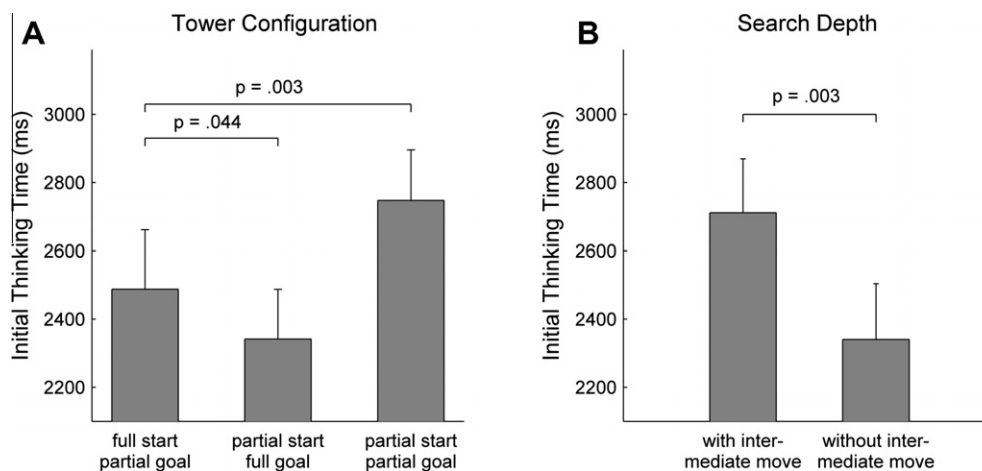 A
Tower Configuration
Initial Thinking Time (ms)
3000
2800
2600
2400
2200
p = .003
p = .044
full start
partial goal
partial start
full goal
partial start
partial goal
B
Search Depth
Initial Thinking Time (ms)
3000
2800
2600
2400
2200
p = .003
with inter-
mediate move
without inter-
mediate move